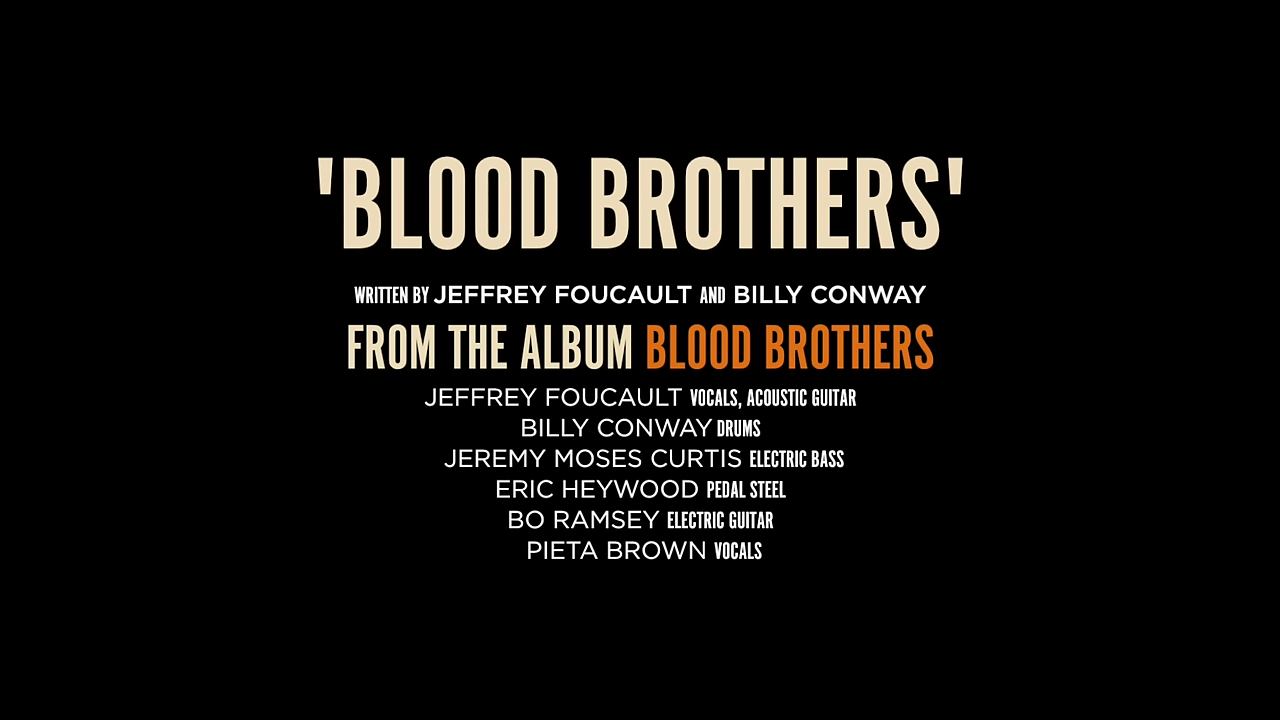 'BLOOD BROTHERS'
WRITTEN BY JEFFREY FOUCAULT AND BILLY CONWAY
FROM THE ALBUM BLOOD BROTHERS
JEFFREY FOUCAULT VOCALS, ACOUSTIC GUITAR
BILLY CONWAY DRUMS
JEREMY MOSES CURTIS ELECTRIC BASS
ERIC HEYWOOD PEDAL STEEL
BO RAMSEY ELECTRIC GUITAR
PIETA BROWN VOCALS